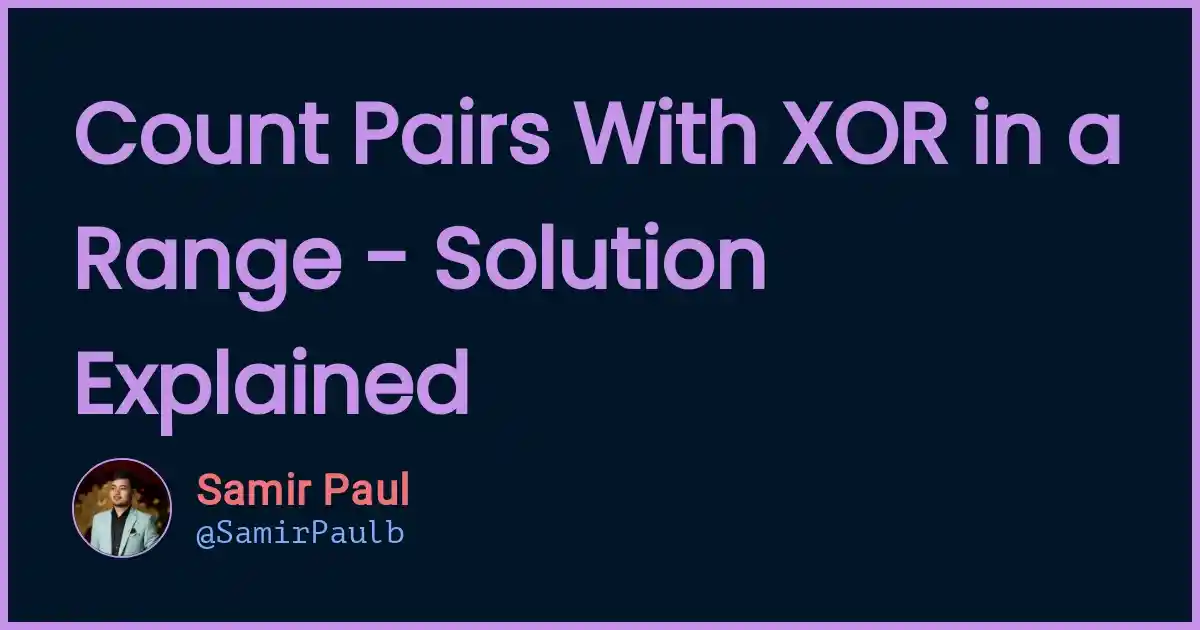 Count Pairs With XOR in a
Range - Solution
Explained
Samir Paul
@SamirPaulb